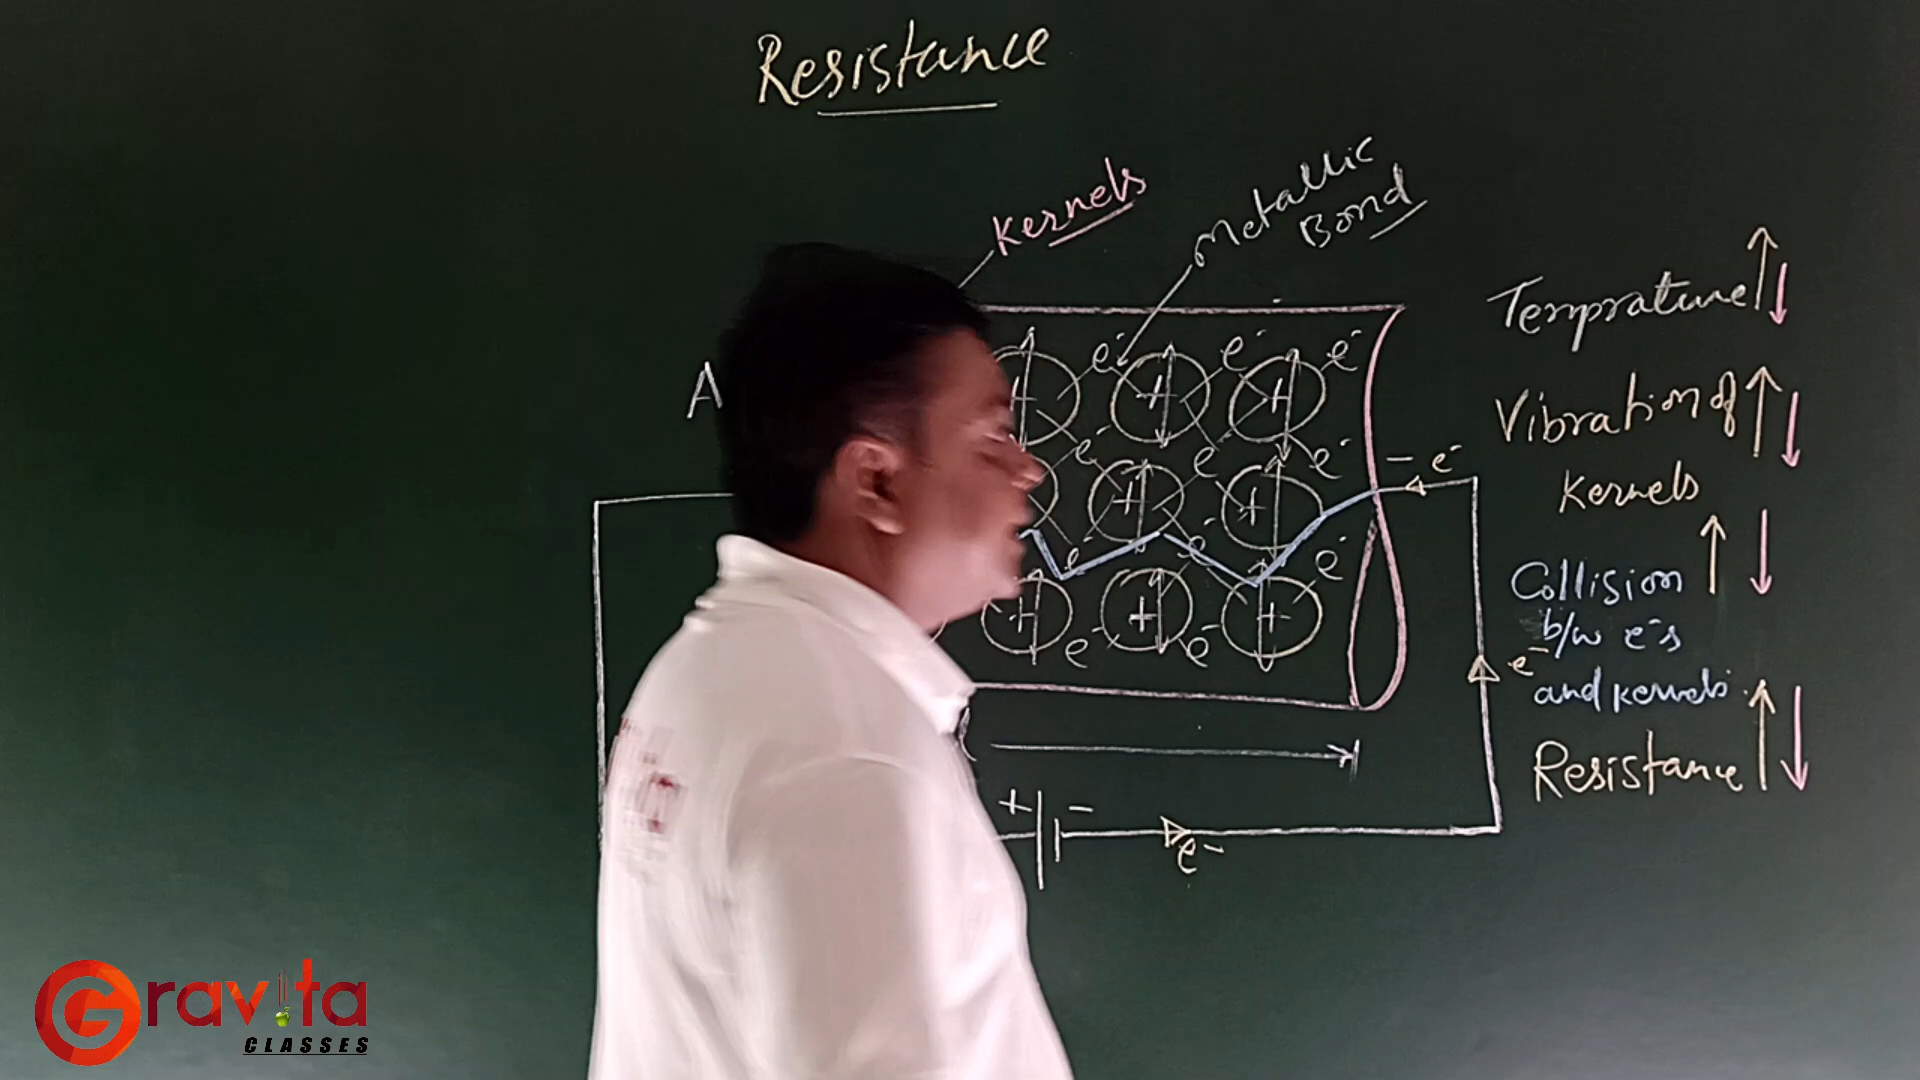 Resistance
Kernels
Metallic
Bond
A
e⁻ e⁻ e⁻
+ + +
e⁻ e⁻ e⁻
+ +
e⁻ e⁻ e⁻
+ + +
e⁻ e⁻
- e⁻
e⁻
+ -
e⁻
Temprature ↑↓
Vibration of ↑↓
Kernels
Collision ↑↓
b/w e⁻s
and kernels.
Resistance ↑↓
Gravita
CLASSES